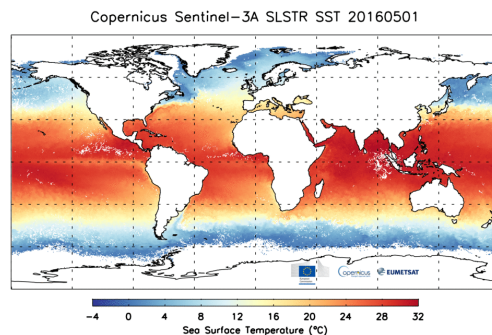 Copernicus Sentinel-3A SLSTR SST 20160501
opernicus
EUMETSAT
-4 0 4 8 12 16 20 24 28 32
Sea Surface Temperature (°C)